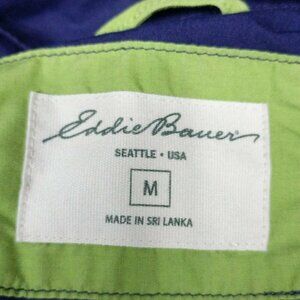 Eddie Bauer
SEATTLE • USA
M
MADE IN SRI LANKA